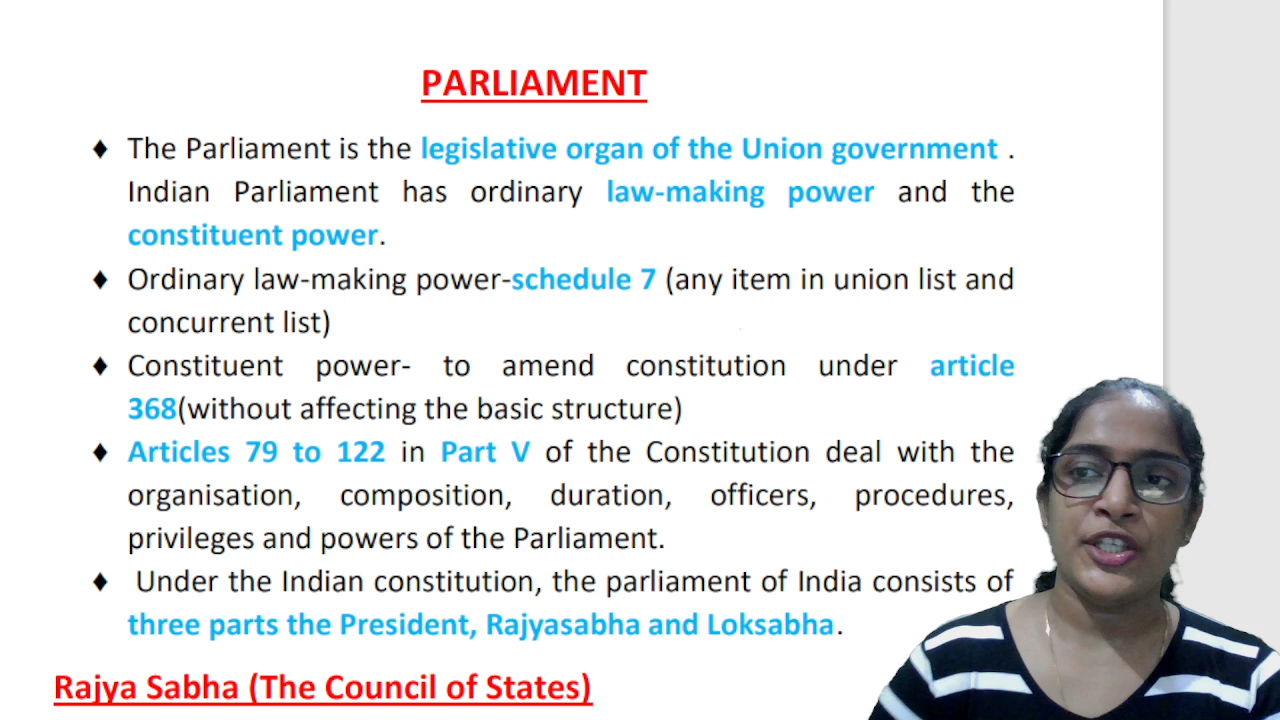 PARLIAMENT
♦ The Parliament is the legislative organ of the Union government .
Indian Parliament has ordinary law-making power and the
constituent power.
♦ Ordinary law-making power-schedule 7 (any item in union list and
concurrent list)
♦ Constituent power- to amend constitution under article
368(without affecting the basic structure)
♦ Articles 79 to 122 in Part V of the Constitution deal with the
organisation, composition, duration, officers, procedures,
privileges and powers of the Parliament.
♦ Under the Indian constitution, the parliament of India consists of
three parts the President, Rajyasabha and Loksabha.
Rajya Sabha (The Council of States)